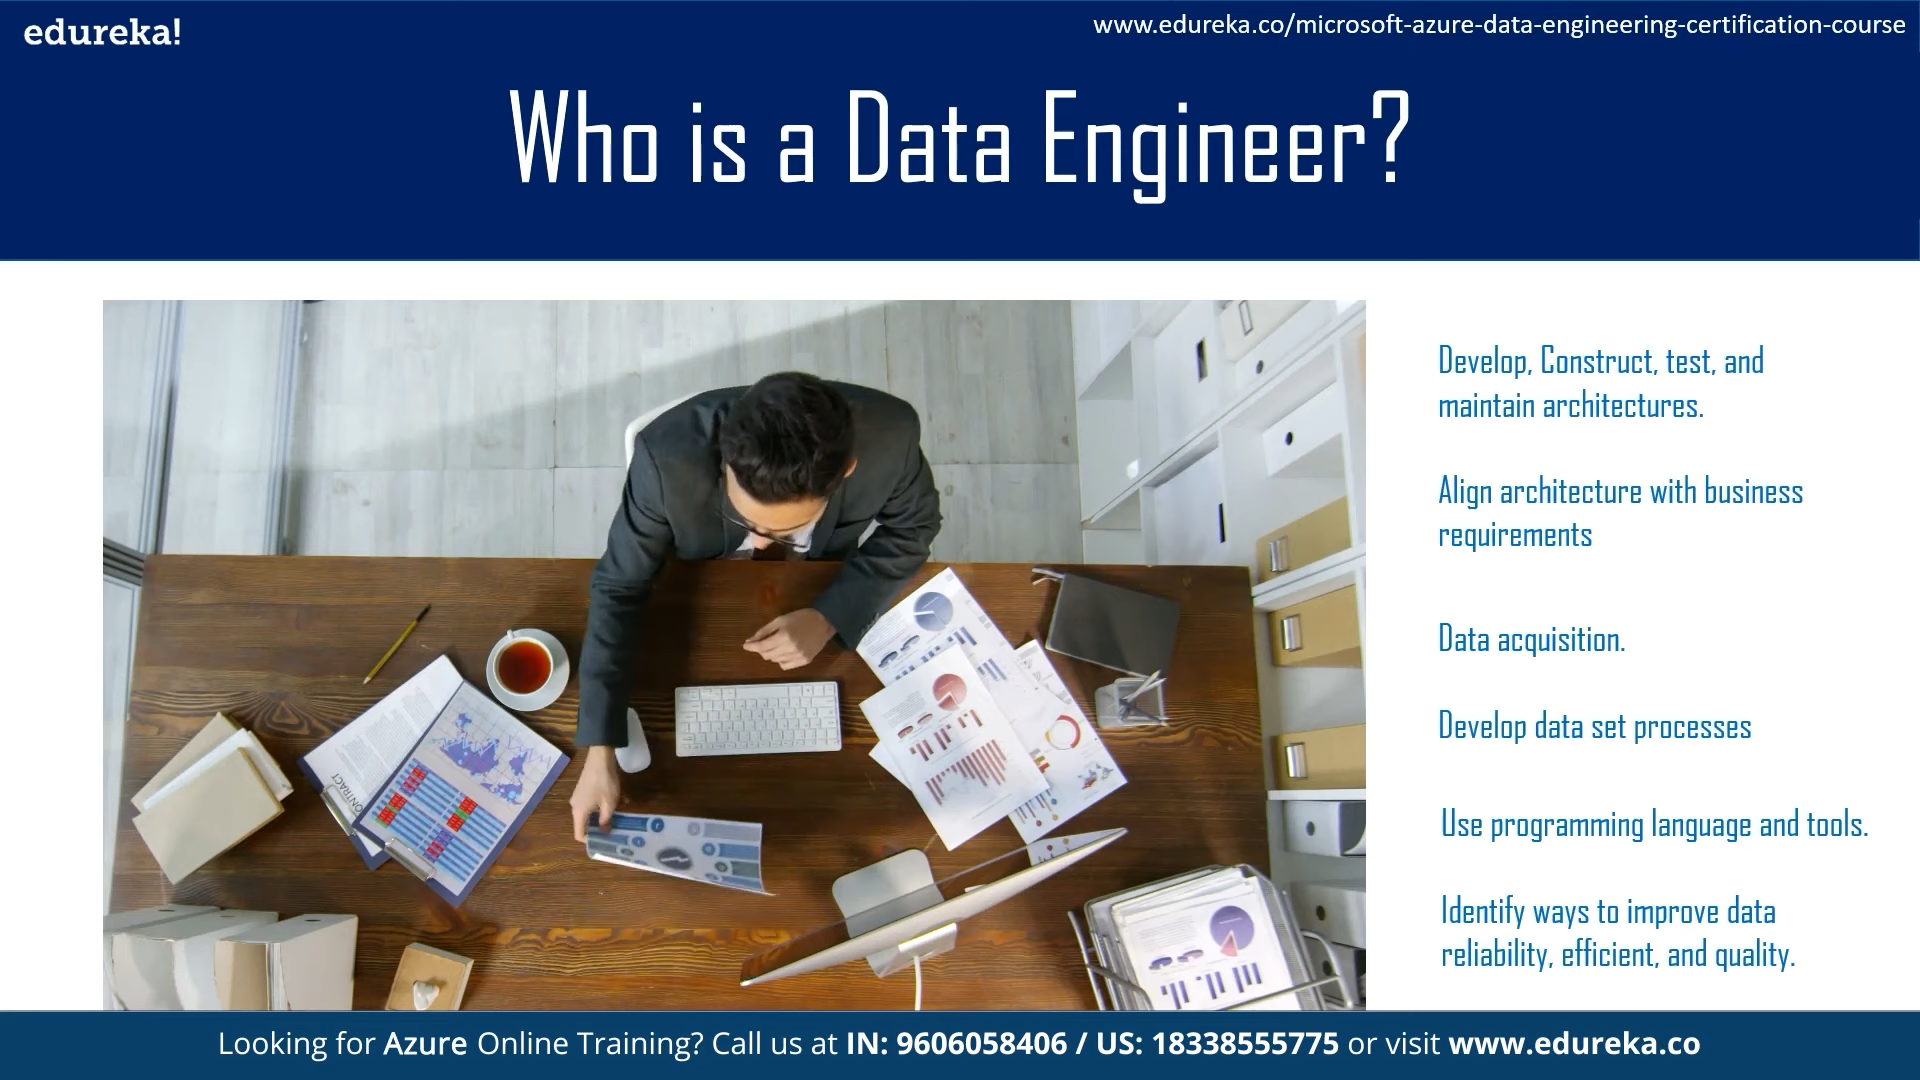 edureka!
www.edureka.co/microsoft-azure-data-engineering-certification-course
Who is a Data Engineer?
Develop, Construct, test, and
maintain architectures.
Align architecture with business
requirements
Data acquisition.
Develop data set processes
Use programming language and tools.
Identify ways to improve data
reliability, efficient, and quality.
Looking for Azure Online Training? Call us at IN: 9606058406 / US: 18338555775 or visit www.edureka.co